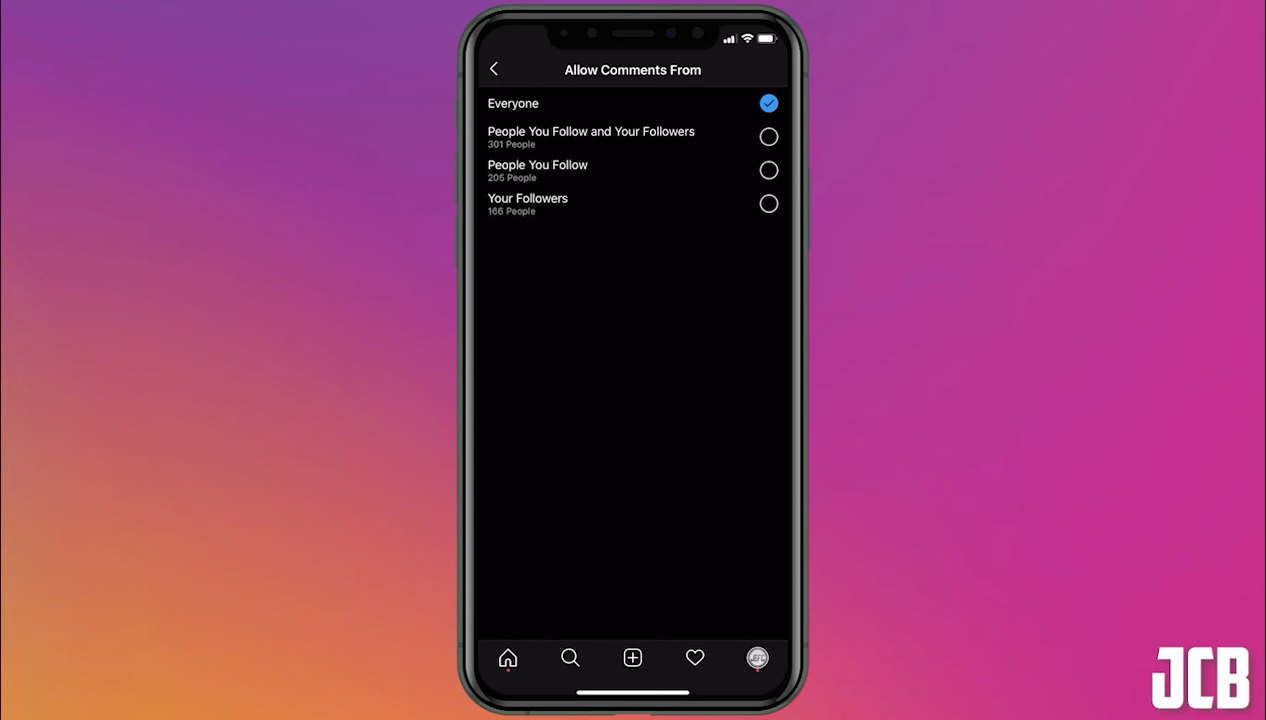 Allow Comments From
Everyone
People You Follow and Your Followers
301 People
People You Follow
205 People
Your Followers
166 People
JCB